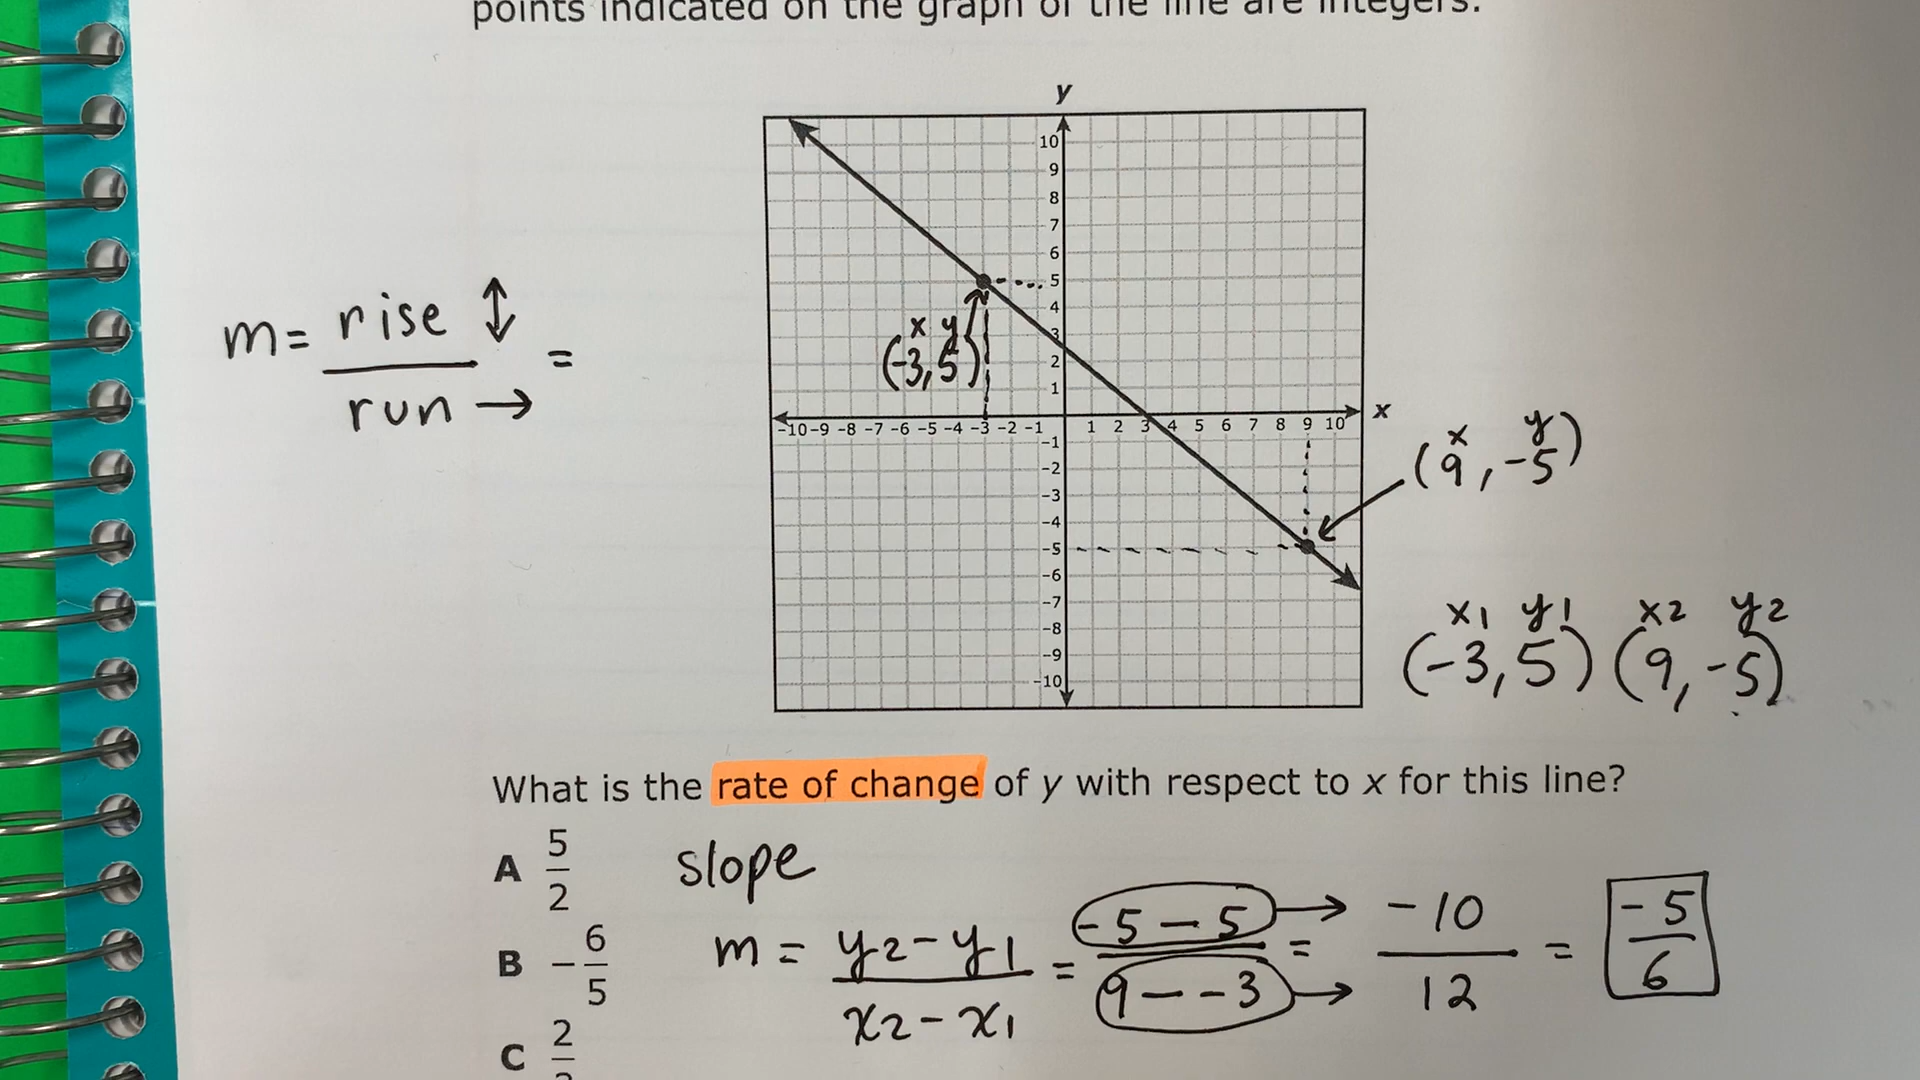 points indicated on the graph of the line are integers.
y
10
9
8
7
6
5
4
3
2
1
x
-10 -9 -8 -7 -6 -5 -4 -3 -2 -1 1 2 3 4 5 6 7 8 9 10
-1
-2
-3
-4
-5
-6
-7
-8
-9
-10
m = rise ↕
run →
=
x y
(-3, 5)
x y
(9, -5)
x1 y1 x2 y2
(-3, 5) (9, -5)
What is the rate of change of y with respect to x for this line?
A 5/2
slope
B -6/5
m = y2 - y1 / x2 - x1 = -5 - 5 / 9 - -3 → = -10 / 12 = -5/6
C 2